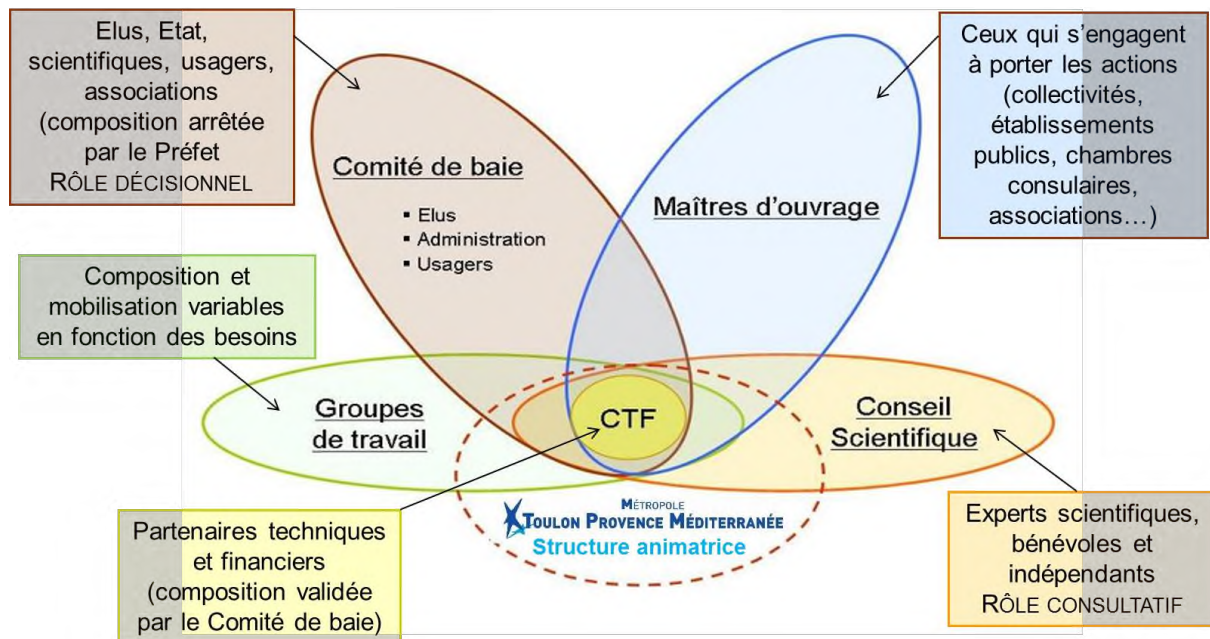 Elus, Etat,
scientifiques, usagers,
associations
(composition arrêtée
par le Préfet
RÔLE DÉCISIONNEL
Ceux qui s'engagent
à porter les actions
(collectivités,
établissements
publics, chambres
consulaires,
associations…)
Comité de baie
▪ Elus
▪ Administration
▪ Usagers
Maîtres d'ouvrage
Composition et
mobilisation variables
en fonction des besoins
Groupes
de travail
CTF
Conseil
Scientifique
MÉTROPOLE
TOULON PROVENCE MÉDITERRANÉE
Structure animatrice
Partenaires techniques
et financiers
(composition validée
par le Comité de baie)
Experts scientifiques,
bénévoles et
indépendants
RÔLE CONSULTATIF